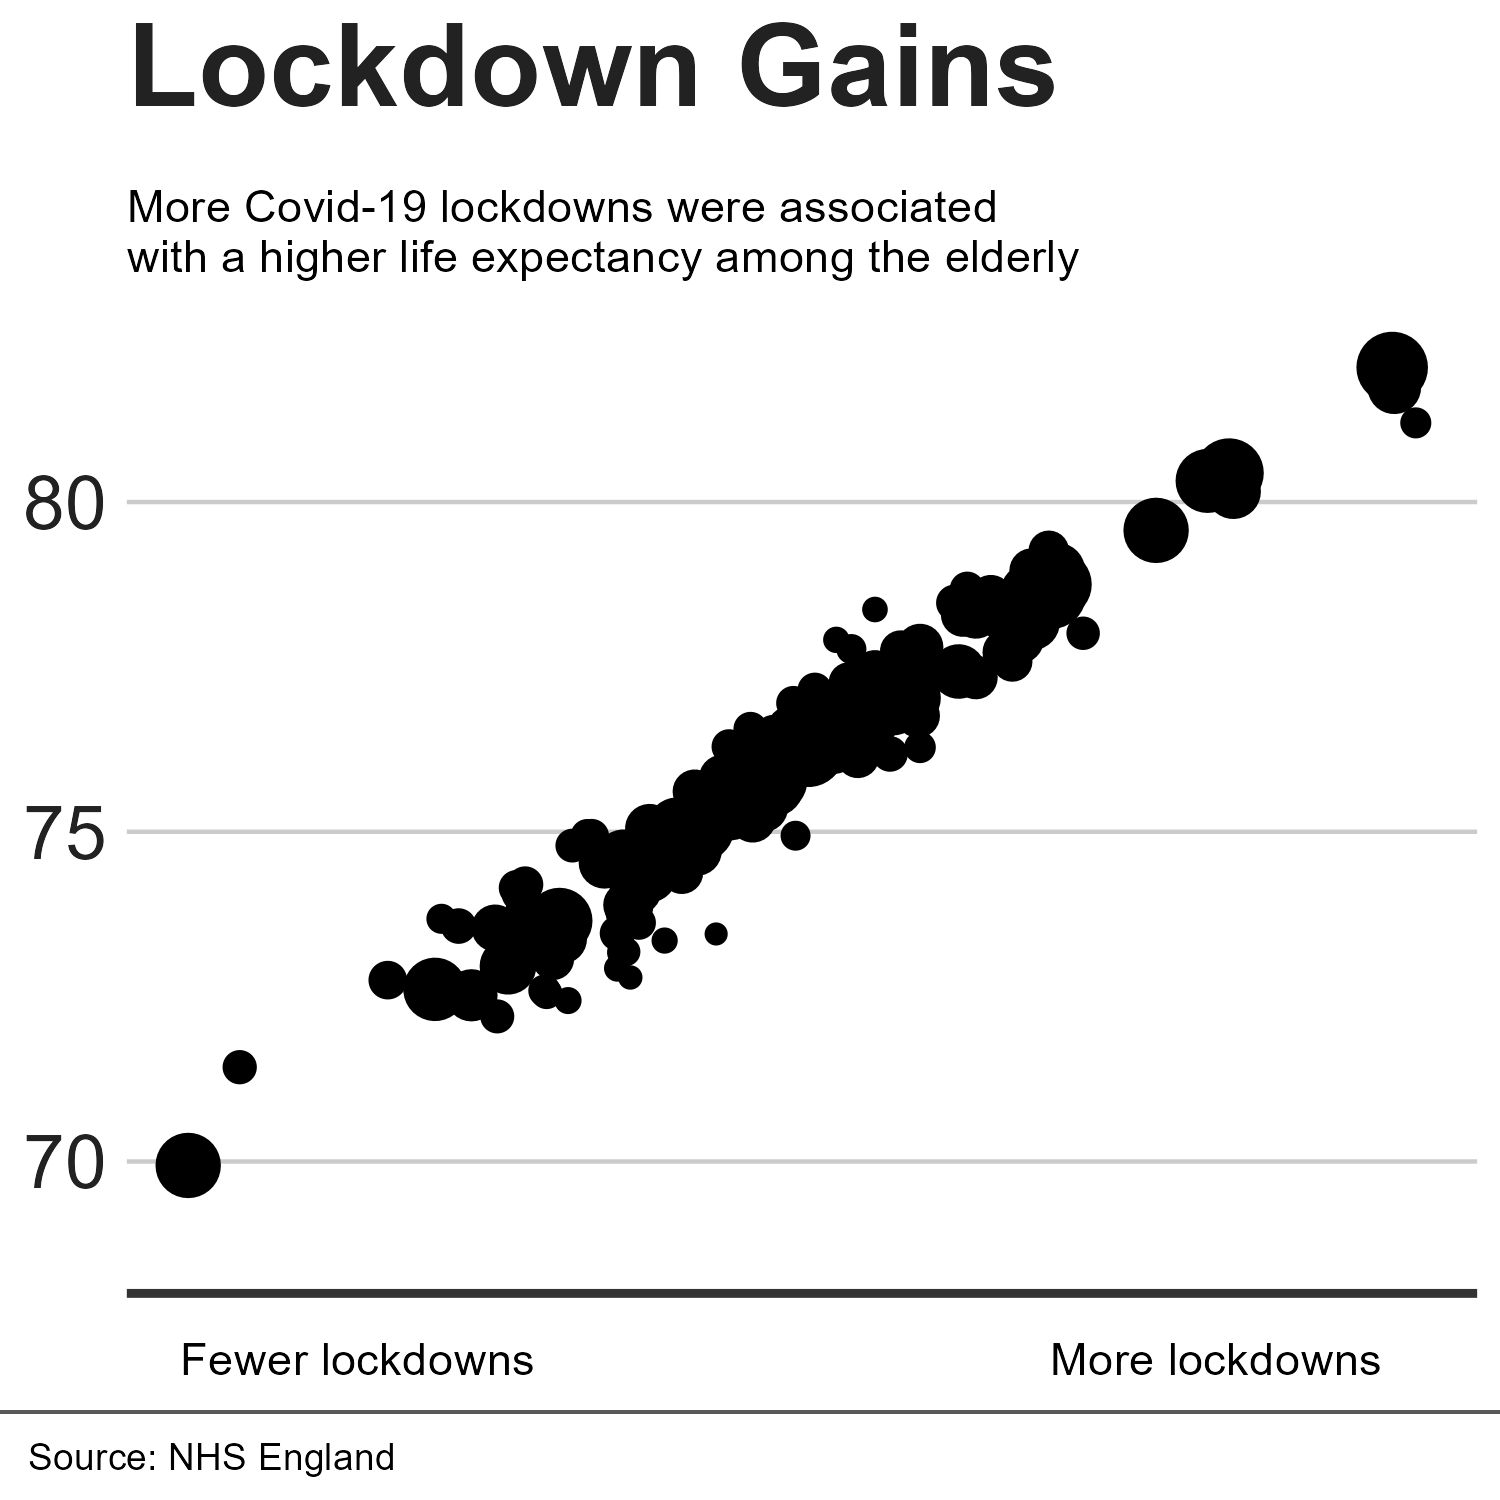 Lockdown Gains
More Covid-19 lockdowns were associated
with a higher life expectancy among the elderly
80
75
70
Fewer lockdowns
More lockdowns
Source: NHS England